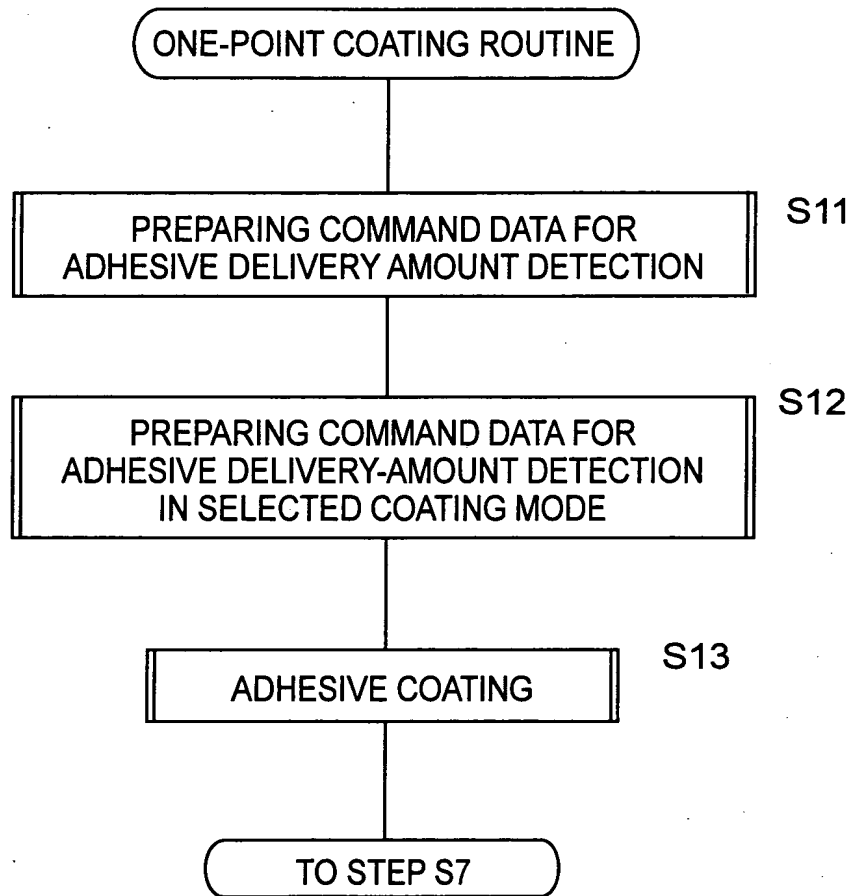 ONE-POINT COATING ROUTINE
S11
PREPARING COMMAND DATA FOR
ADHESIVE DELIVERY AMOUNT DETECTION
S12
PREPARING COMMAND DATA FOR
ADHESIVE DELIVERY-AMOUNT DETECTION
IN SELECTED COATING MODE
S13
ADHESIVE COATING
TO STEP S7